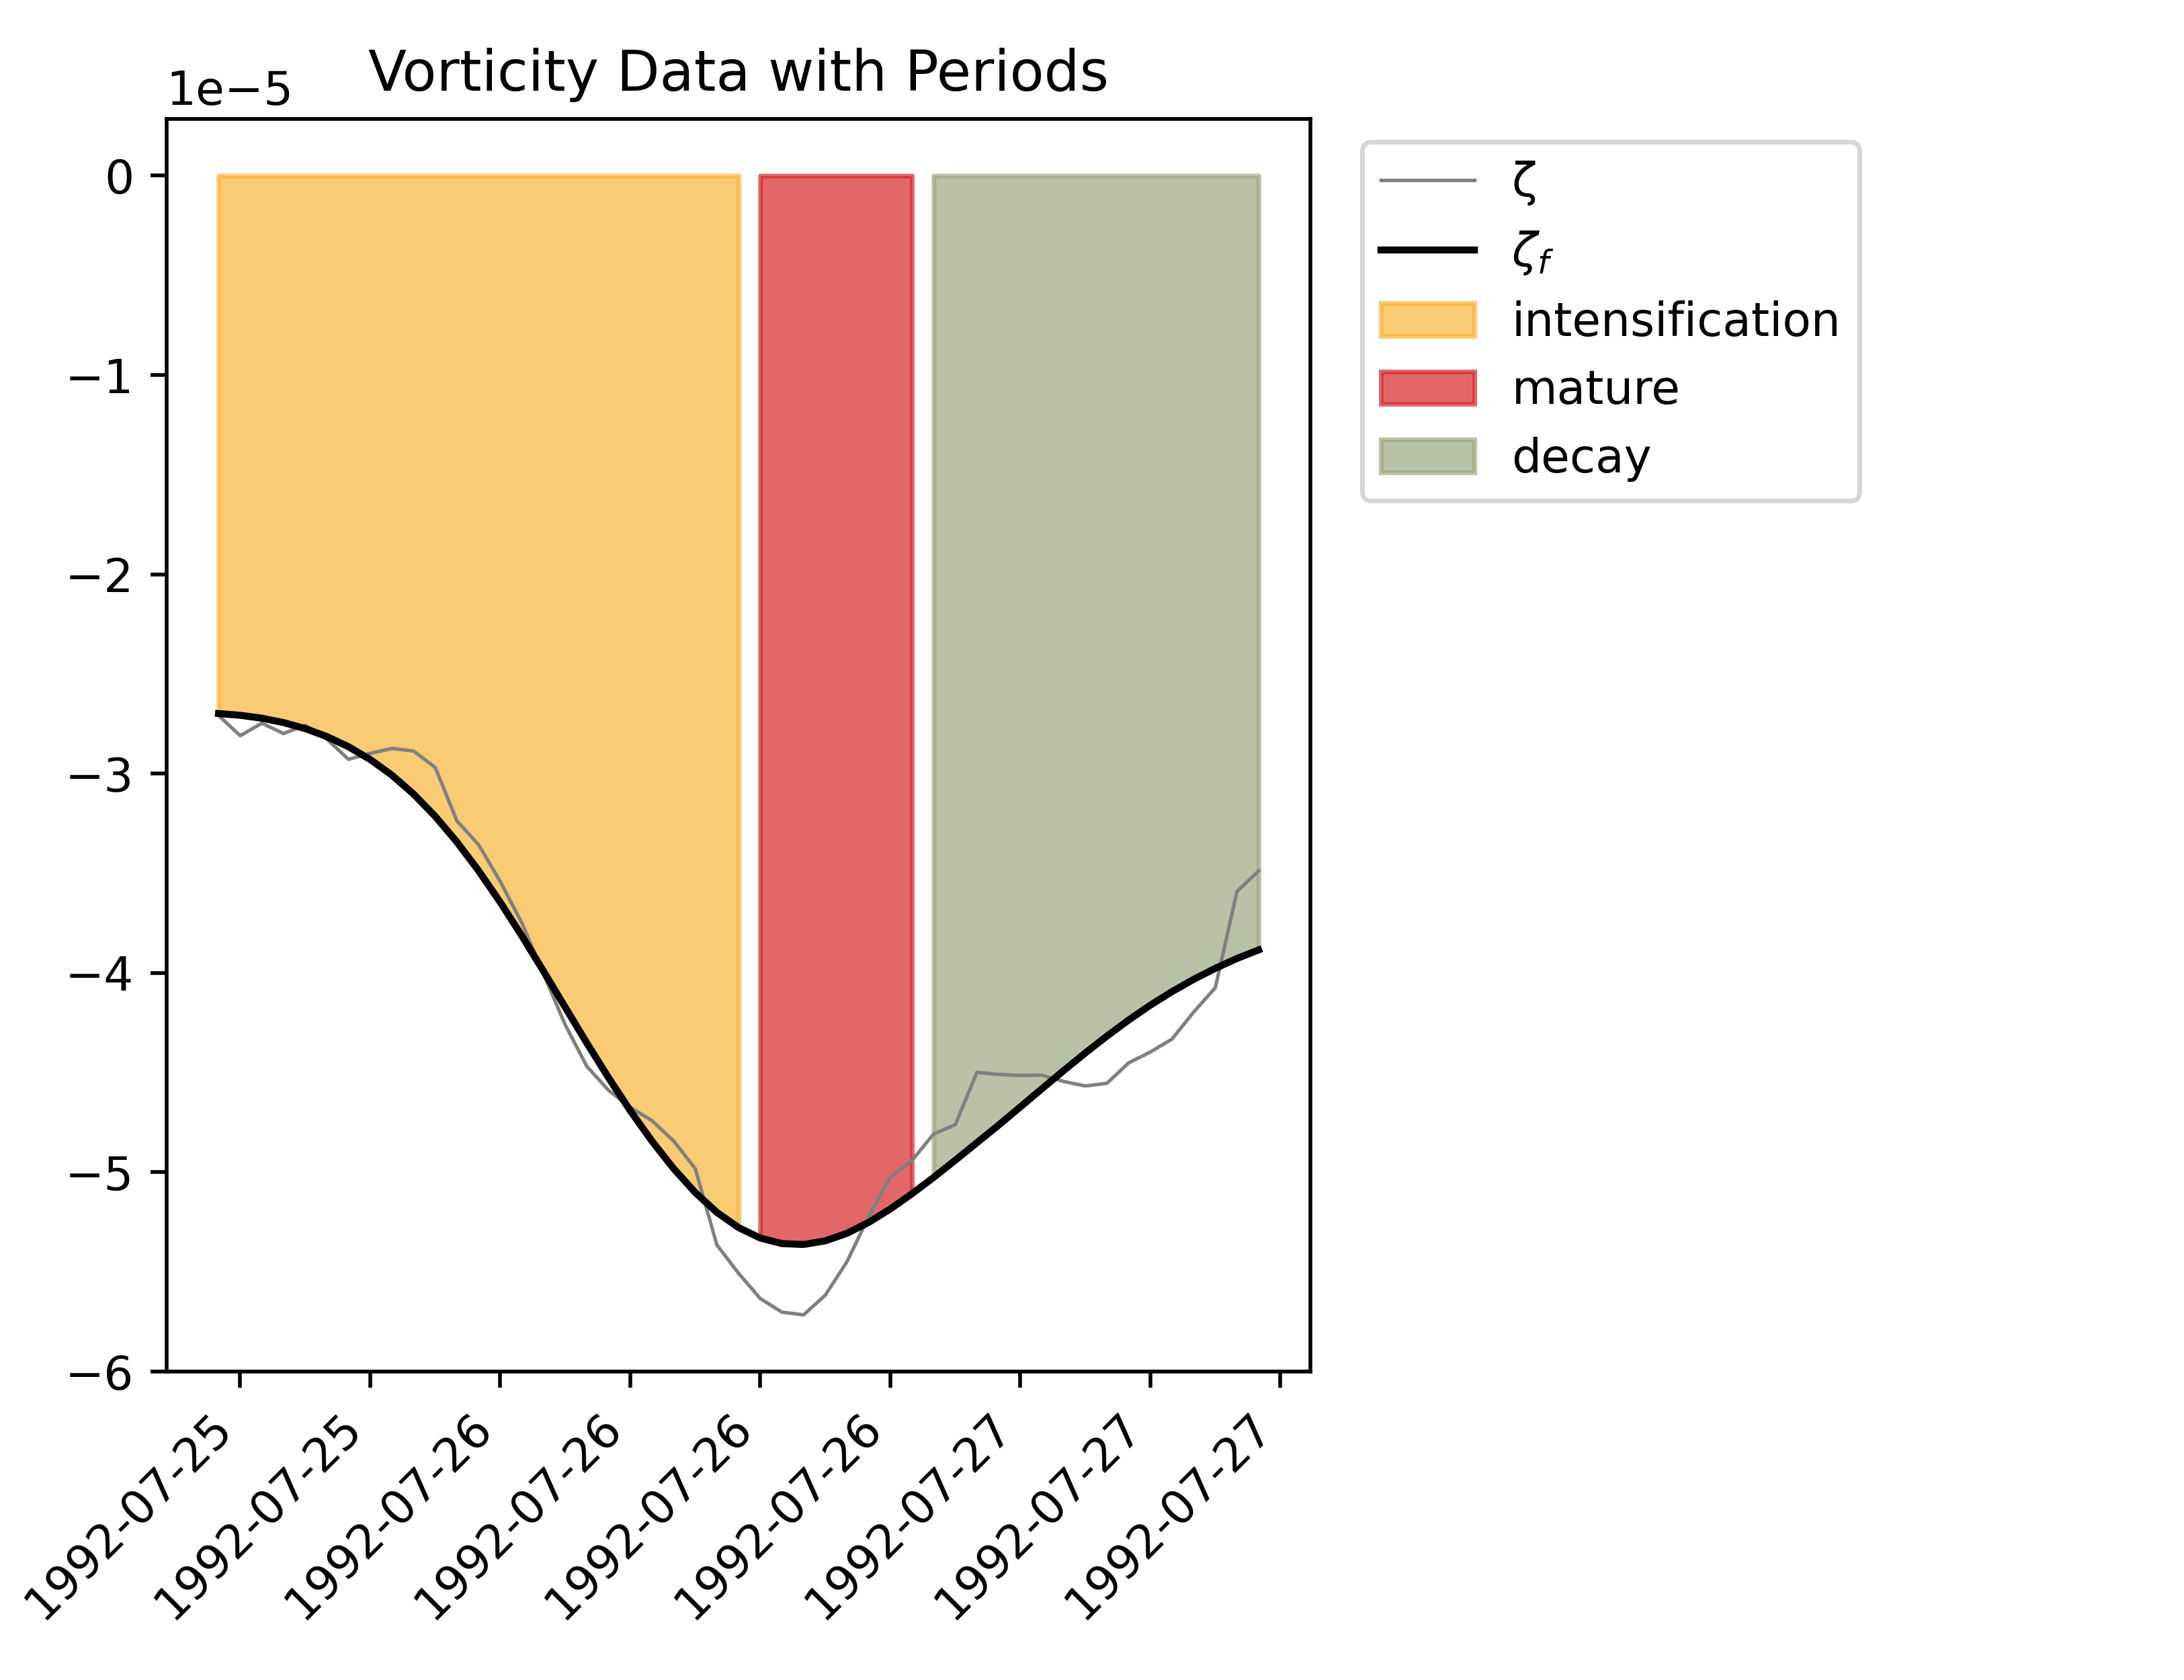 Vorticity Data with Periods
1e−5
0
−1
−2
−3
−4
−5
−6
1992-07-25
1992-07-25
1992-07-26
1992-07-26
1992-07-26
1992-07-26
1992-07-27
1992-07-27
1992-07-27
ζ
ζf
intensification
mature
decay